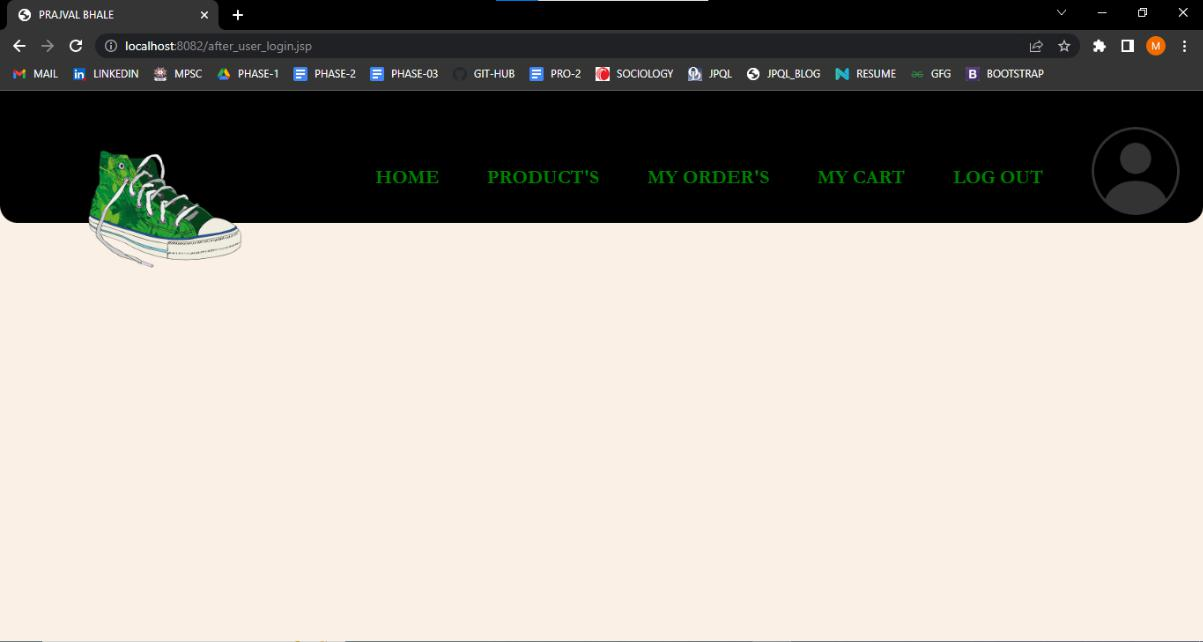 PRAJVAL BHALE
localhost:8082/after_user_login.jsp
M
MAIL LINKEDIN MPSC PHASE-1 PHASE-2 PHASE-03 GIT-HUB PRO-2 SOCIOLOGY JPQL JPQL_BLOG RESUME GFG B BOOTSTRAP
HOME PRODUCT'S MY ORDER'S MY CART LOG OUT